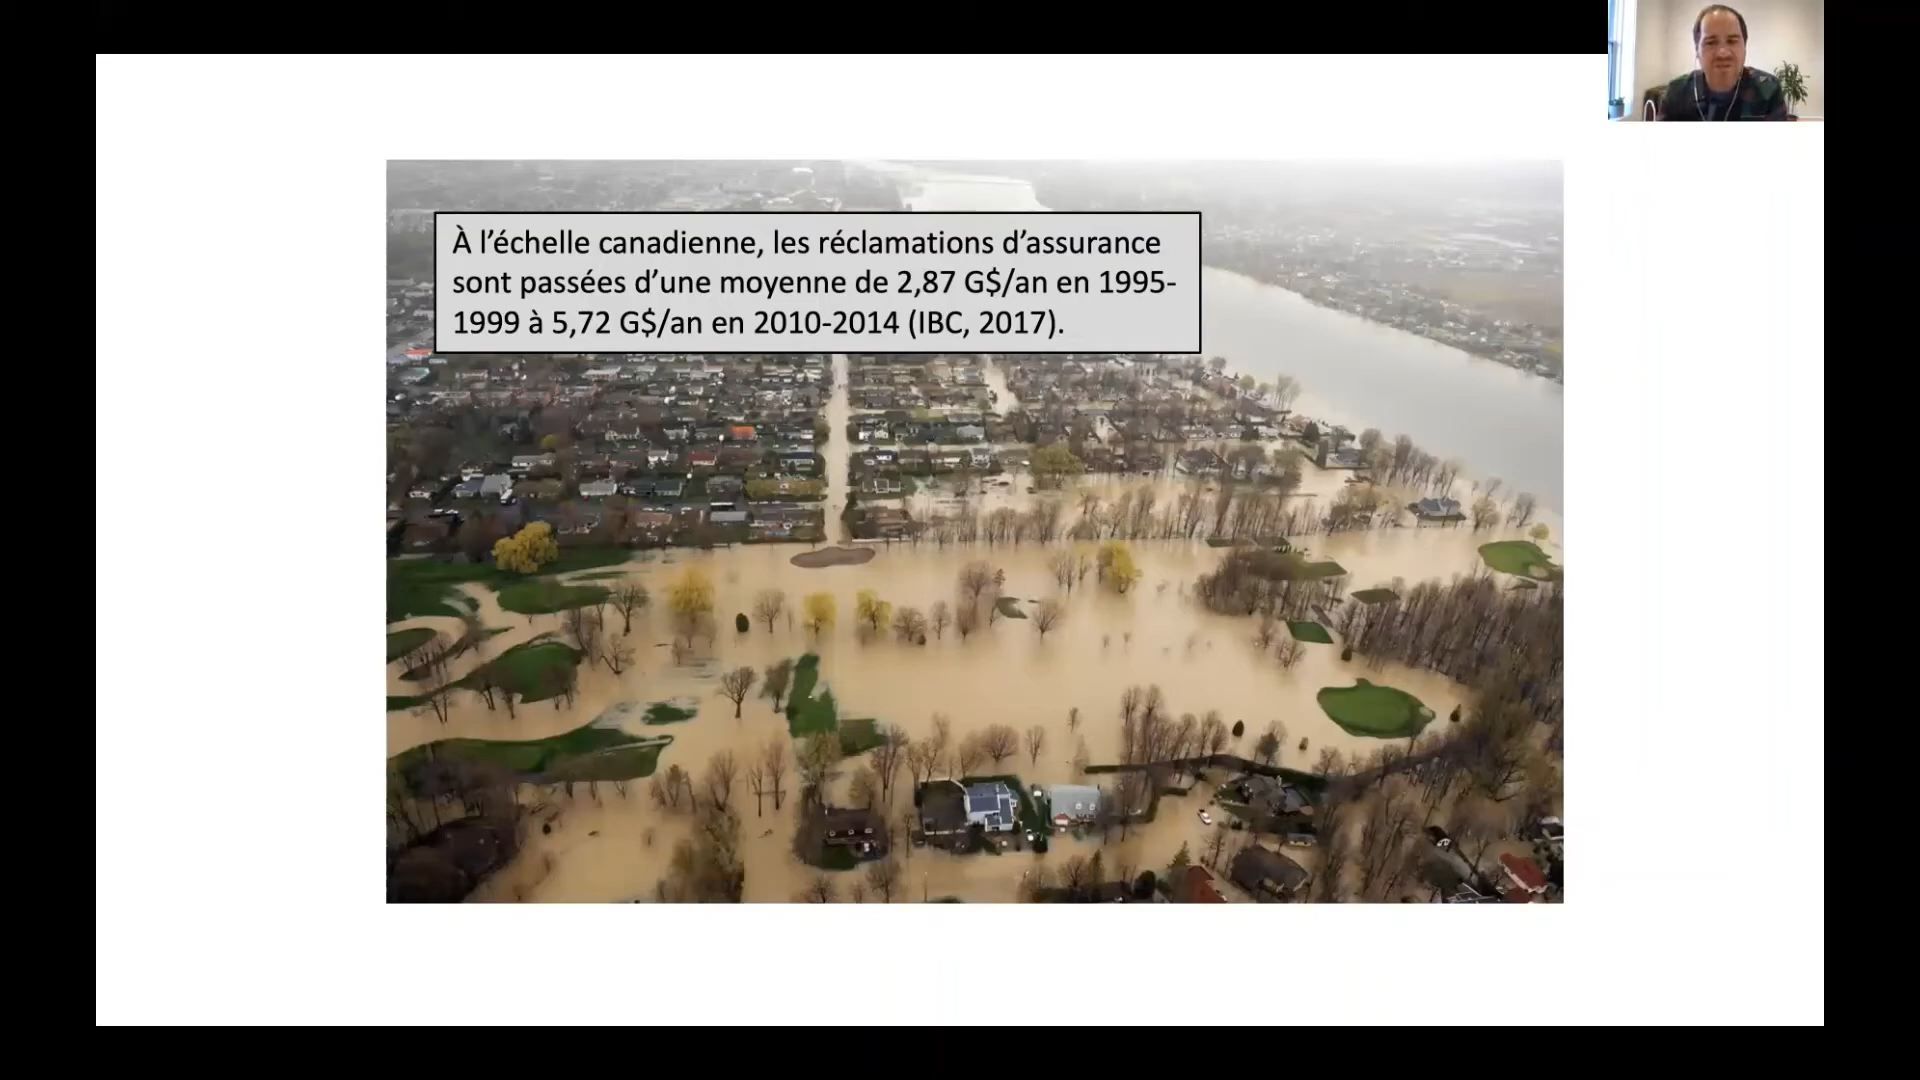 À l’échelle canadienne, les réclamations d’assurance
sont passées d’une moyenne de 2,87 G$/an en 1995-
1999 à 5,72 G$/an en 2010-2014 (IBC, 2017).